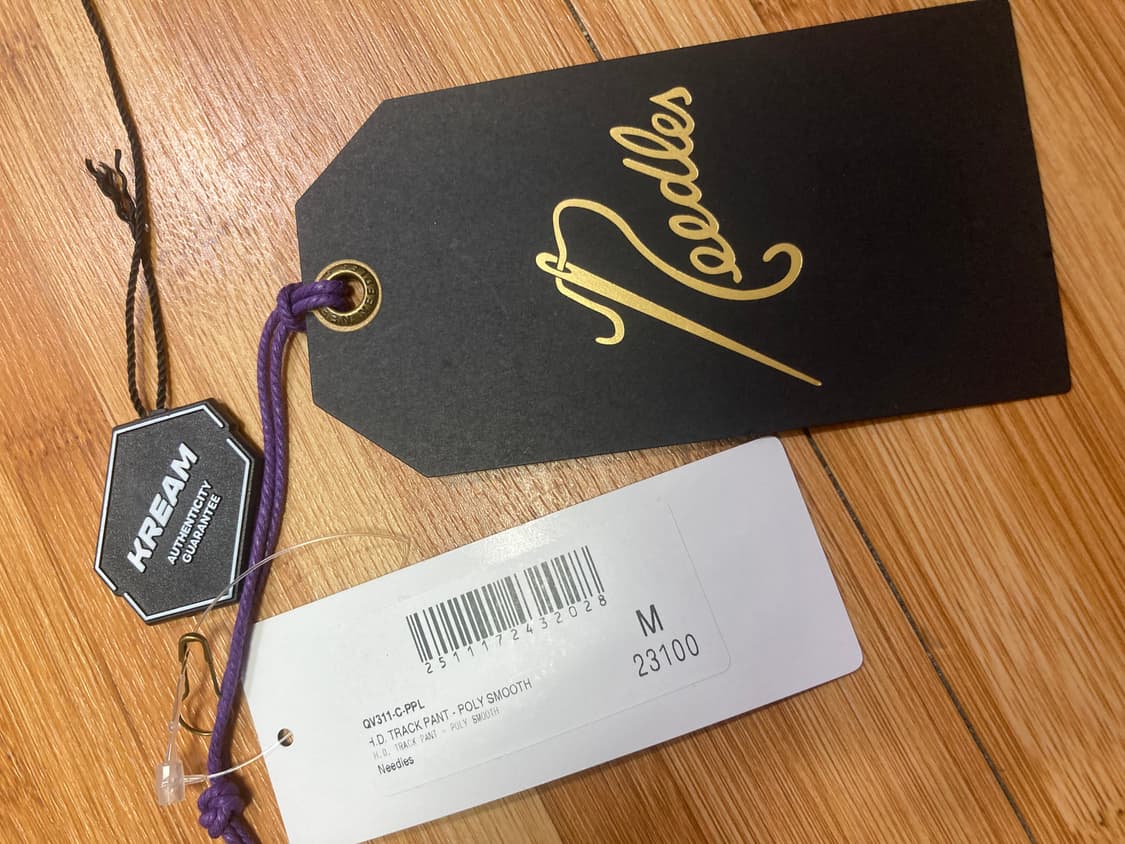 Needles
KREAM
AUTHENTICITY
GUARANTEE
2511172432028
M
23100
QV311-C-PPL
H.D. TRACK PANT - POLY SMOOTH
H.D. TRACK PANT - POLY SMOOTH
Needles